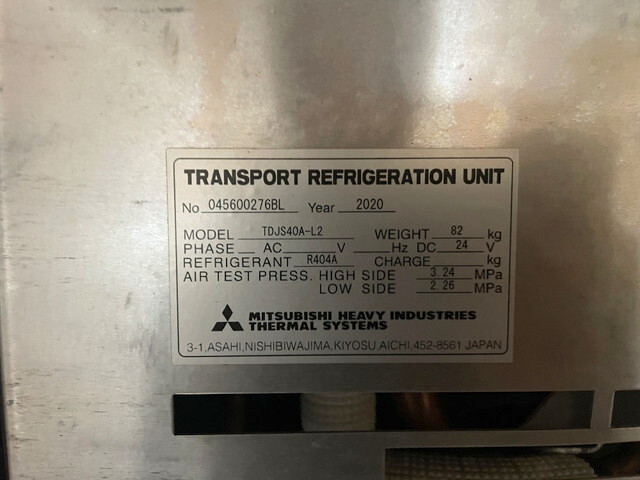 TRANSPORT REFRIGERATION UNIT
No 045600276BL Year 2020
MODEL TDJS40A-L2 WEIGHT 82 kg
PHASE AC V Hz DC 24 V
REFRIGERANT R404A CHARGE kg
AIR TEST PRESS. HIGH SIDE 3.24 MPa
LOW SIDE 2.26 MPa
MITSUBISHI HEAVY INDUSTRIES
THERMAL SYSTEMS
3-1,ASAHI,NISHIBIWAJIMA,KIYOSU,AICHI,452-8561 JAPAN